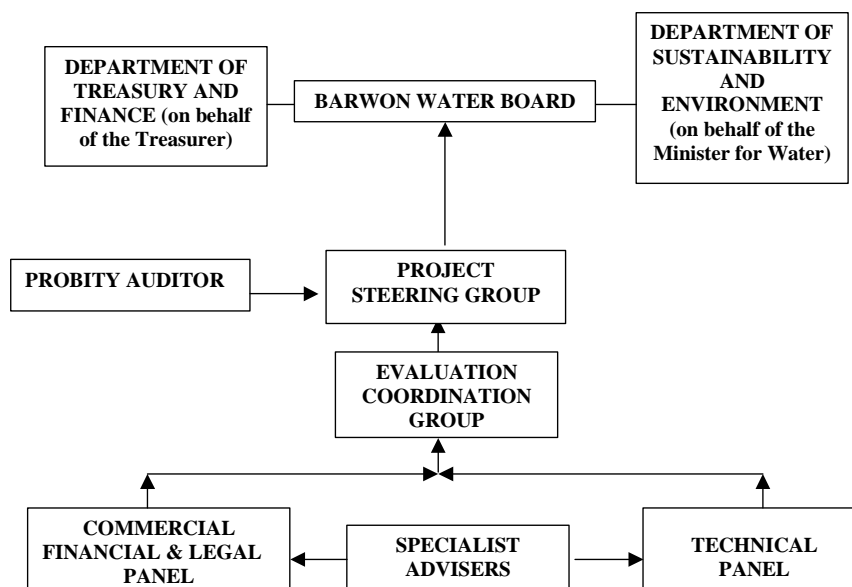 DEPARTMENT OF
TREASURY AND
FINANCE (on behalf
of the Treasurer)
BARWON WATER BOARD
DEPARTMENT OF
SUSTAINABILITY
AND
ENVIRONMENT
(on behalf of the
Minister for Water)
PROBITY AUDITOR
PROJECT
STEERING GROUP
EVALUATION
COORDINATION
GROUP
COMMERCIAL
FINANCIAL & LEGAL
PANEL
SPECIALIST
ADVISERS
TECHNICAL
PANEL